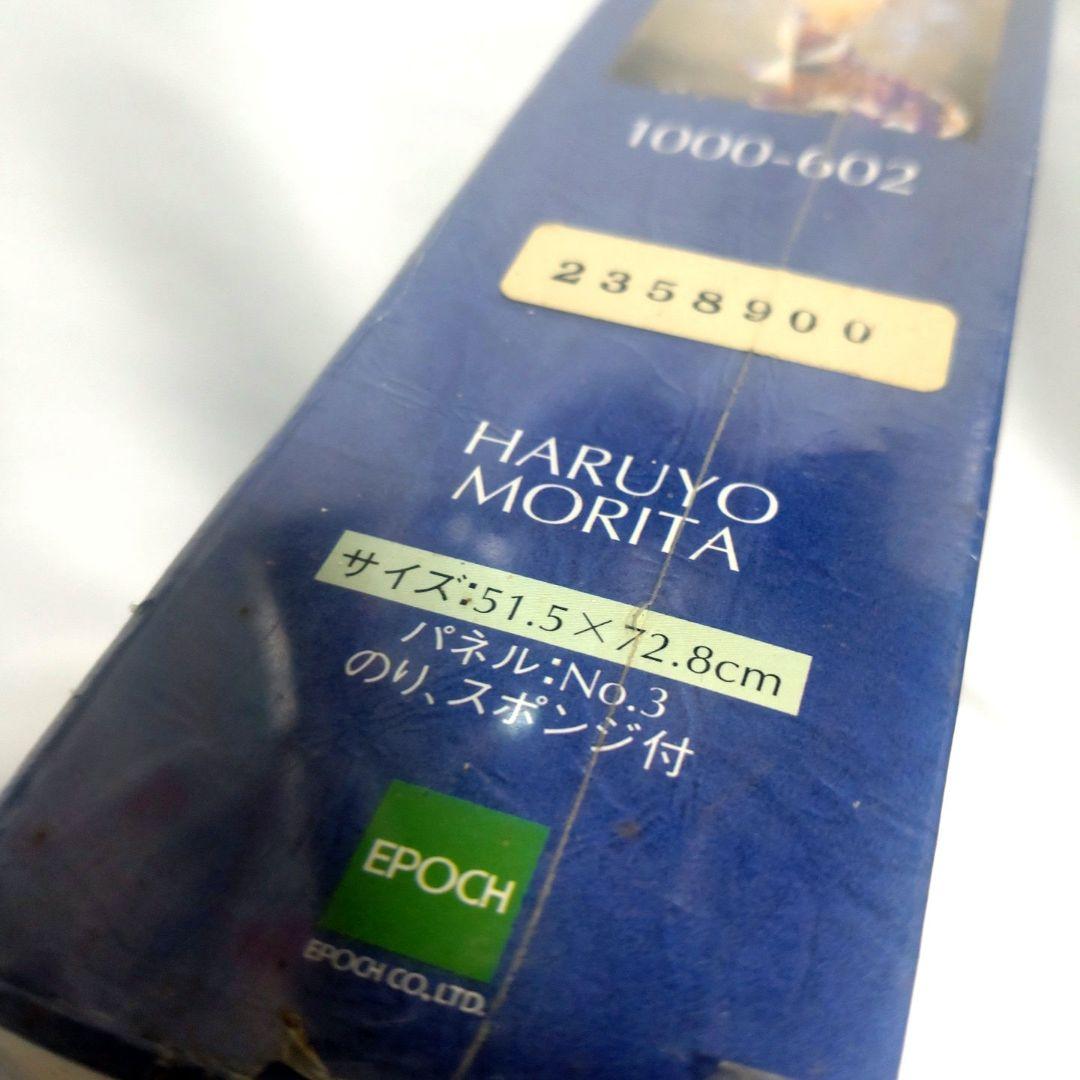 1000-602
2358900
HARUYO
MORITA
サイズ:51.5×72.8cm
パネル:No.3
のり、スポンジ付
EPOCH
EPOCH CO., LTD.